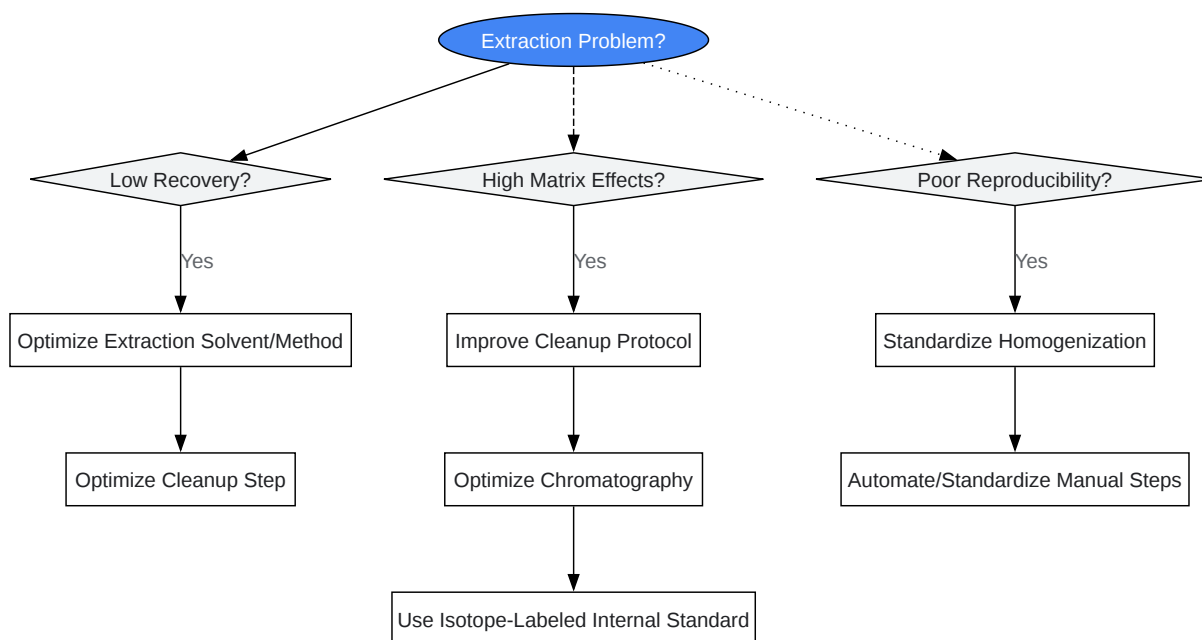 Extraction Problem?
Low Recovery?
High Matrix Effects?
Poor Reproducibility?
Yes
Yes
Yes
Optimize Extraction Solvent/Method
Improve Cleanup Protocol
Standardize Homogenization
Optimize Cleanup Step
Optimize Chromatography
Automate/Standardize Manual Steps
Use Isotope-Labeled Internal Standard